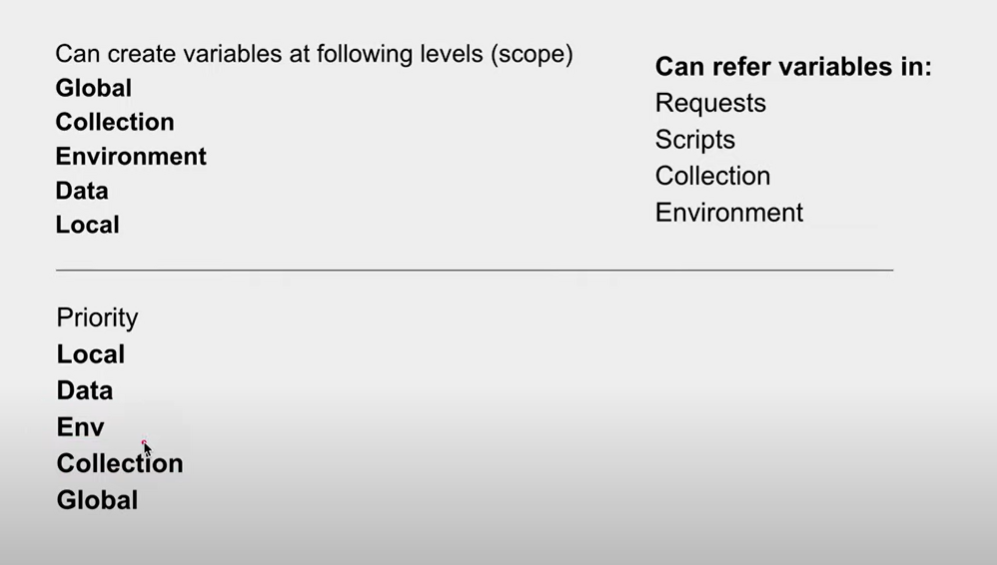 Can create variables at following levels (scope)
Global
Collection
Environment
Data
Local
Can refer variables in:
Requests
Scripts
Collection
Environment
Priority
Local
Data
Env
Collection
Global